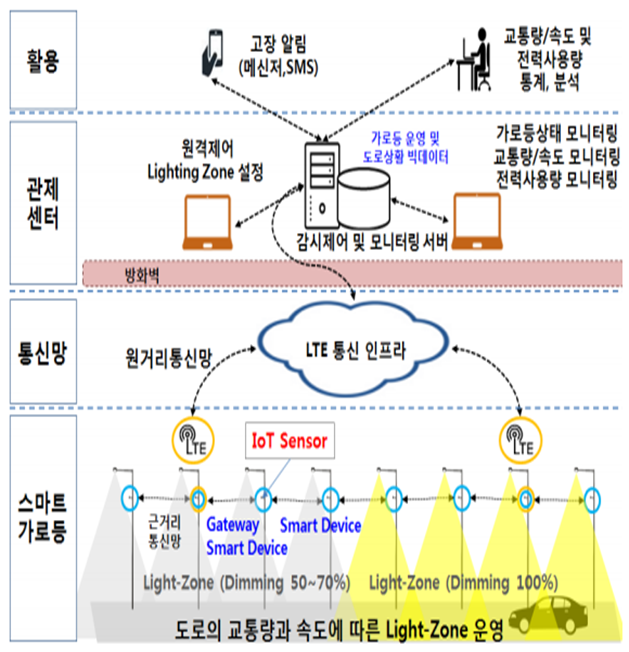 활용
고장 알림
(메신저,SMS)
교통량/속도 및
전력사용량
통계, 분석
관제
센터
원격제어
Lighting Zone 설정
가로등 운영 및
도로상황 빅데이터
가로등상태 모니터링
교통량/속도 모니터링
전력사용량 모니터링
감시제어 및 모니터링 서버
방화벽
통신망
원거리통신망
LTE 통신 인프라
스마트
가로등
LTE
IoT Sensor
LTE
근거리
통신망
Gateway
Smart Device
Smart Device
Light-Zone (Dimming 50~70%)
Light-Zone (Dimming 100%)
도로의 교통량과 속도에 따른 Light-Zone 운영